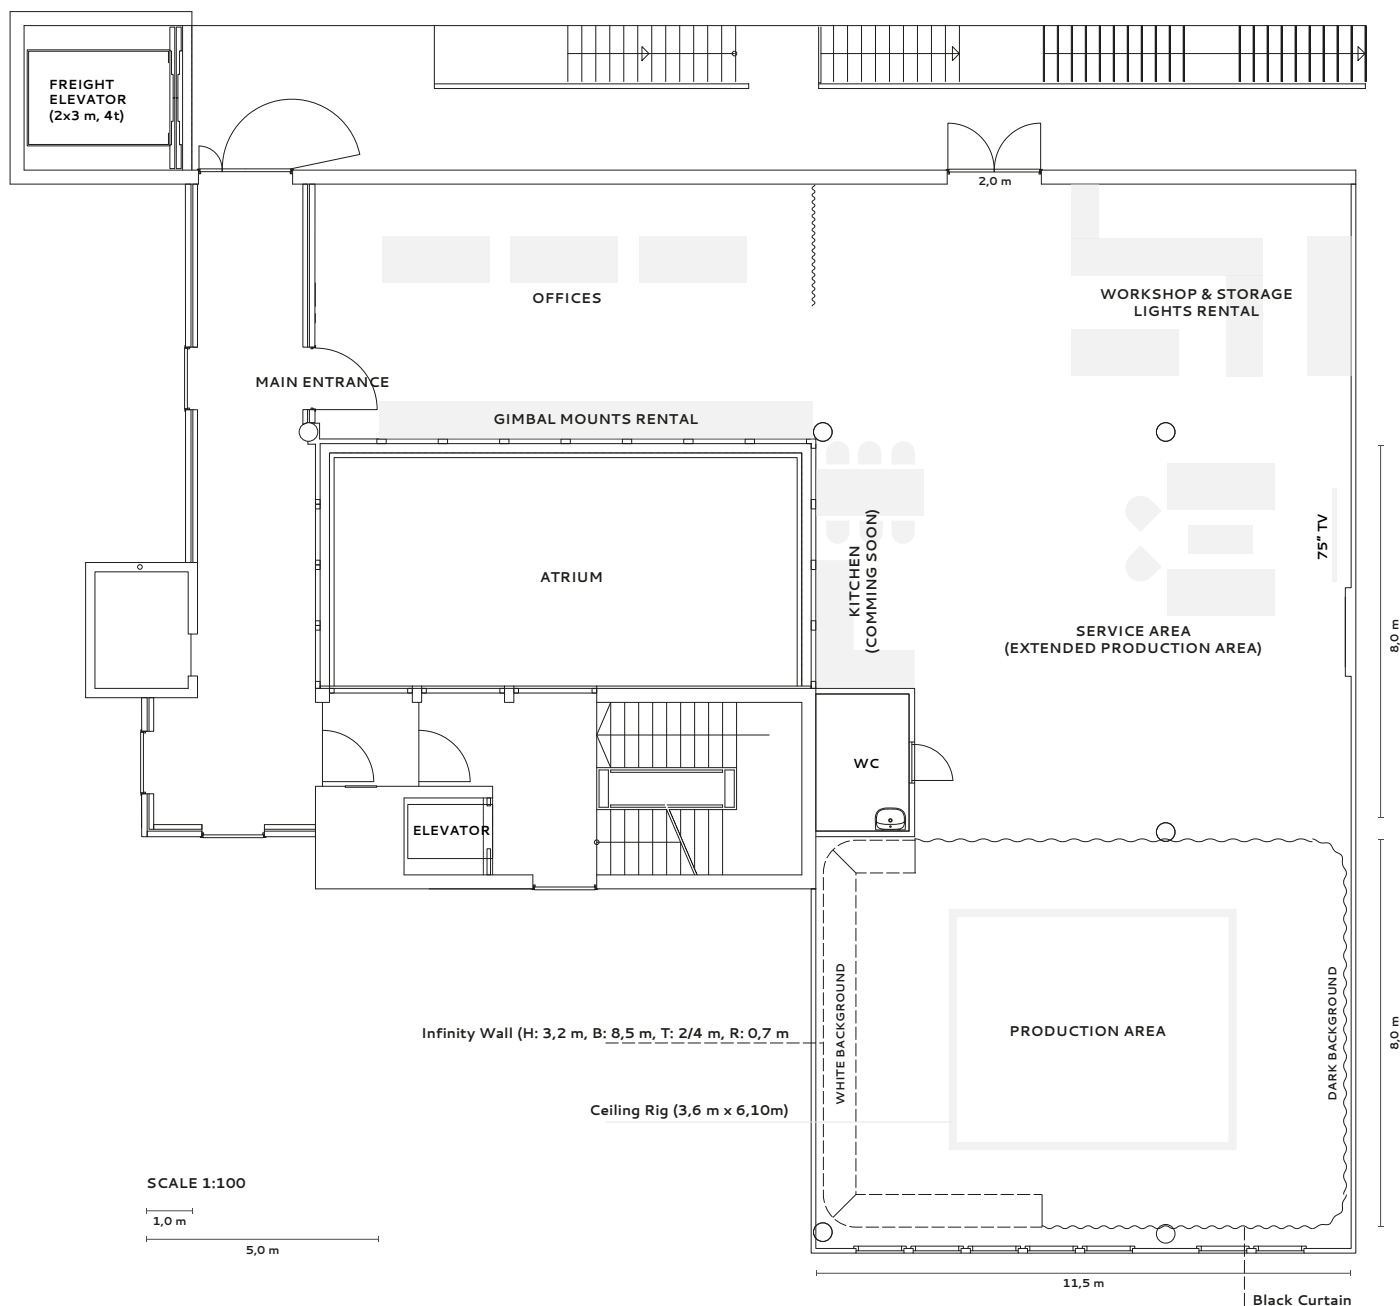 FREIGHT
ELEVATOR
(2x3 m, 4t)
2,0 m
OFFICES
WORKSHOP & STORAGE
LIGHTS RENTAL
MAIN ENTRANCE
GIMBAL MOUNTS RENTAL
ATRIUM
KITCHEN
(COMMING SOON)
75" TV
SERVICE AREA
(EXTENDED PRODUCTION AREA)
8,0 m
WC
ELEVATOR
WHITE BACKGROUND
PRODUCTION AREA
DARK BACKGROUND
8,0 m
Infinity Wall (H: 3,2 m, B: 8,5 m, T: 2/4 m, R: 0,7 m
Ceiling Rig (3,6 m x 6,10m)
SCALE 1:100
1,0 m
5,0 m
11,5 m
Black Curtain